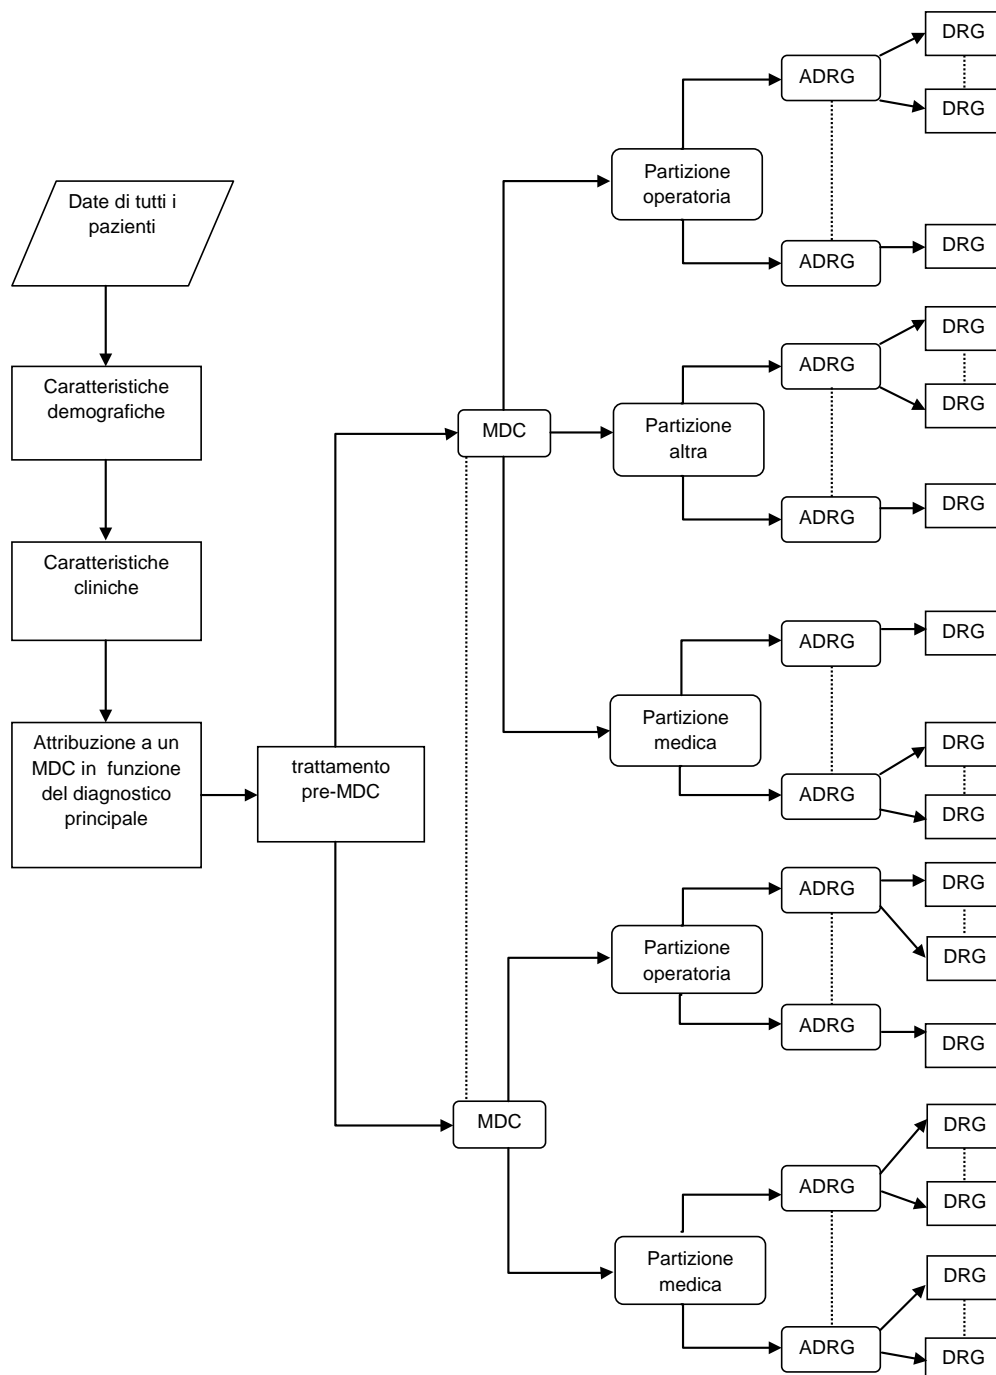 Date di tutti i
pazienti
Caratteristiche
demografiche
Caratteristiche
cliniche
Attribuzione a un
MDC in funzione
del diagnostico
principale
trattamento
pre-MDC
MDC
Partizione
operatoria
ADRG
DRG
DRG
ADRG
DRG
Partizione
altra
ADRG
DRG
DRG
ADRG
DRG
Partizione
medica
ADRG
DRG
ADRG
DRG
DRG
MDC
Partizione
operatoria
ADRG
DRG
DRG
ADRG
DRG
Partizione
medica
ADRG
DRG
DRG
ADRG
DRG
DRG